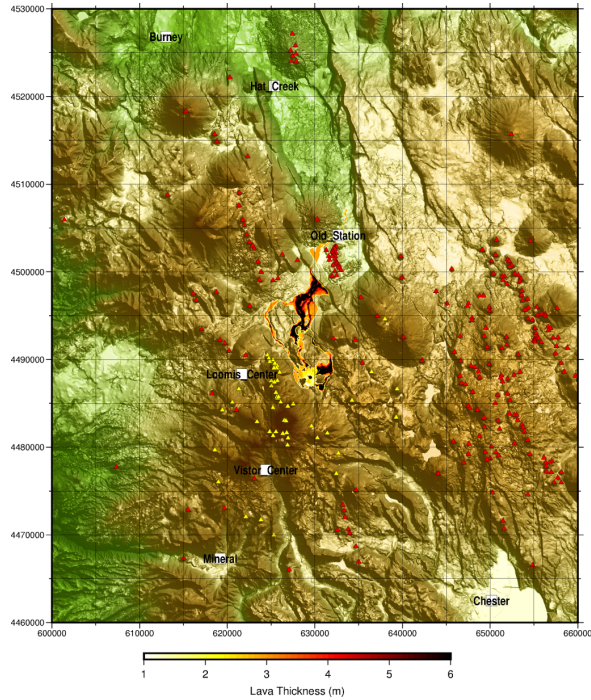 4530000
Burney
4520000
Hat_Creek
4510000
Old_Station
4500000
4490000
Loomis_Center
4480000
Vistor_Center
4470000
Mineral
Chester
4460000
600000 610000 620000 630000 640000 650000 660000
1 2 3 4 5 6
Lava Thickness (m)